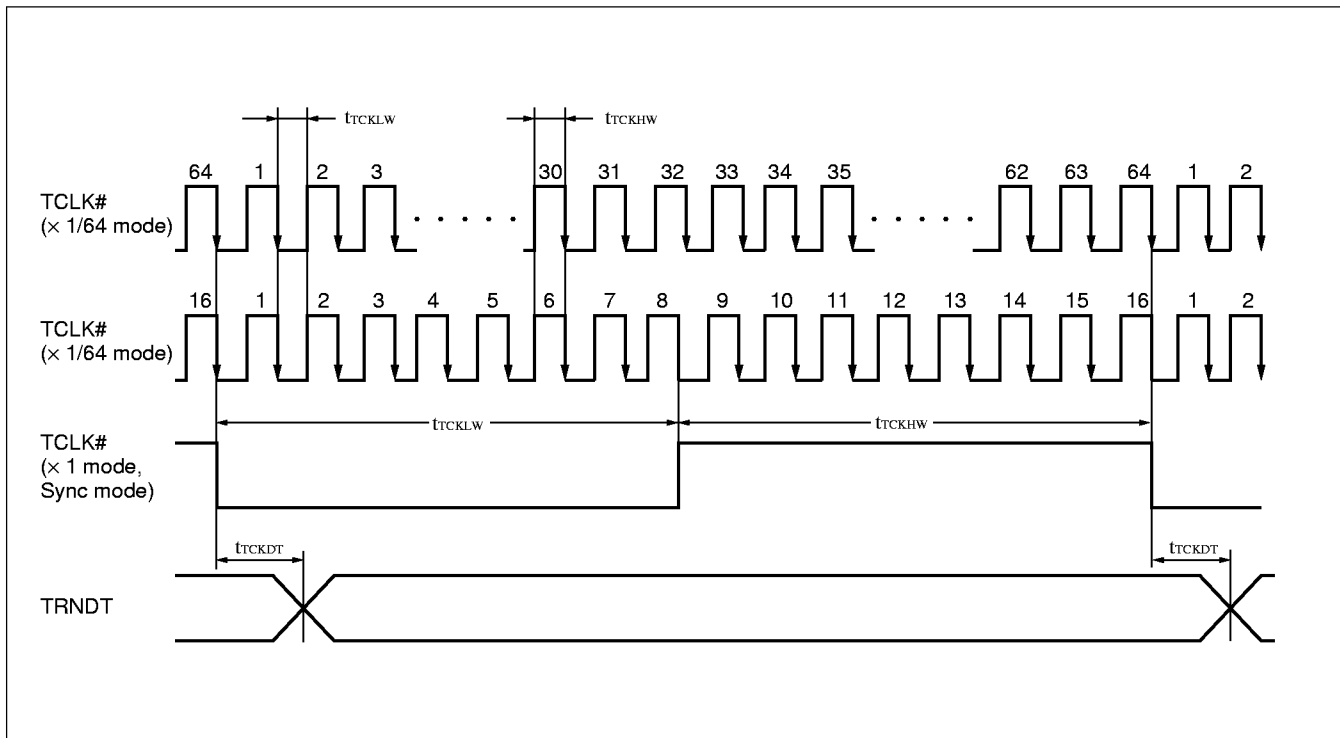 tTCKLW tTCKHW
64 1 2 3 30 31 32 33 34 35 62 63 64 1 2
TCLK#
(× 1/64 mode)
16 1 2 3 4 5 6 7 8 9 10 11 12 13 14 15 16 1 2
TCLK#
(× 1/64 mode)
tTCKLW tTCKHW
TCLK#
(× 1 mode,
Sync mode)
tTCKDT tTCKDT
TRNDT